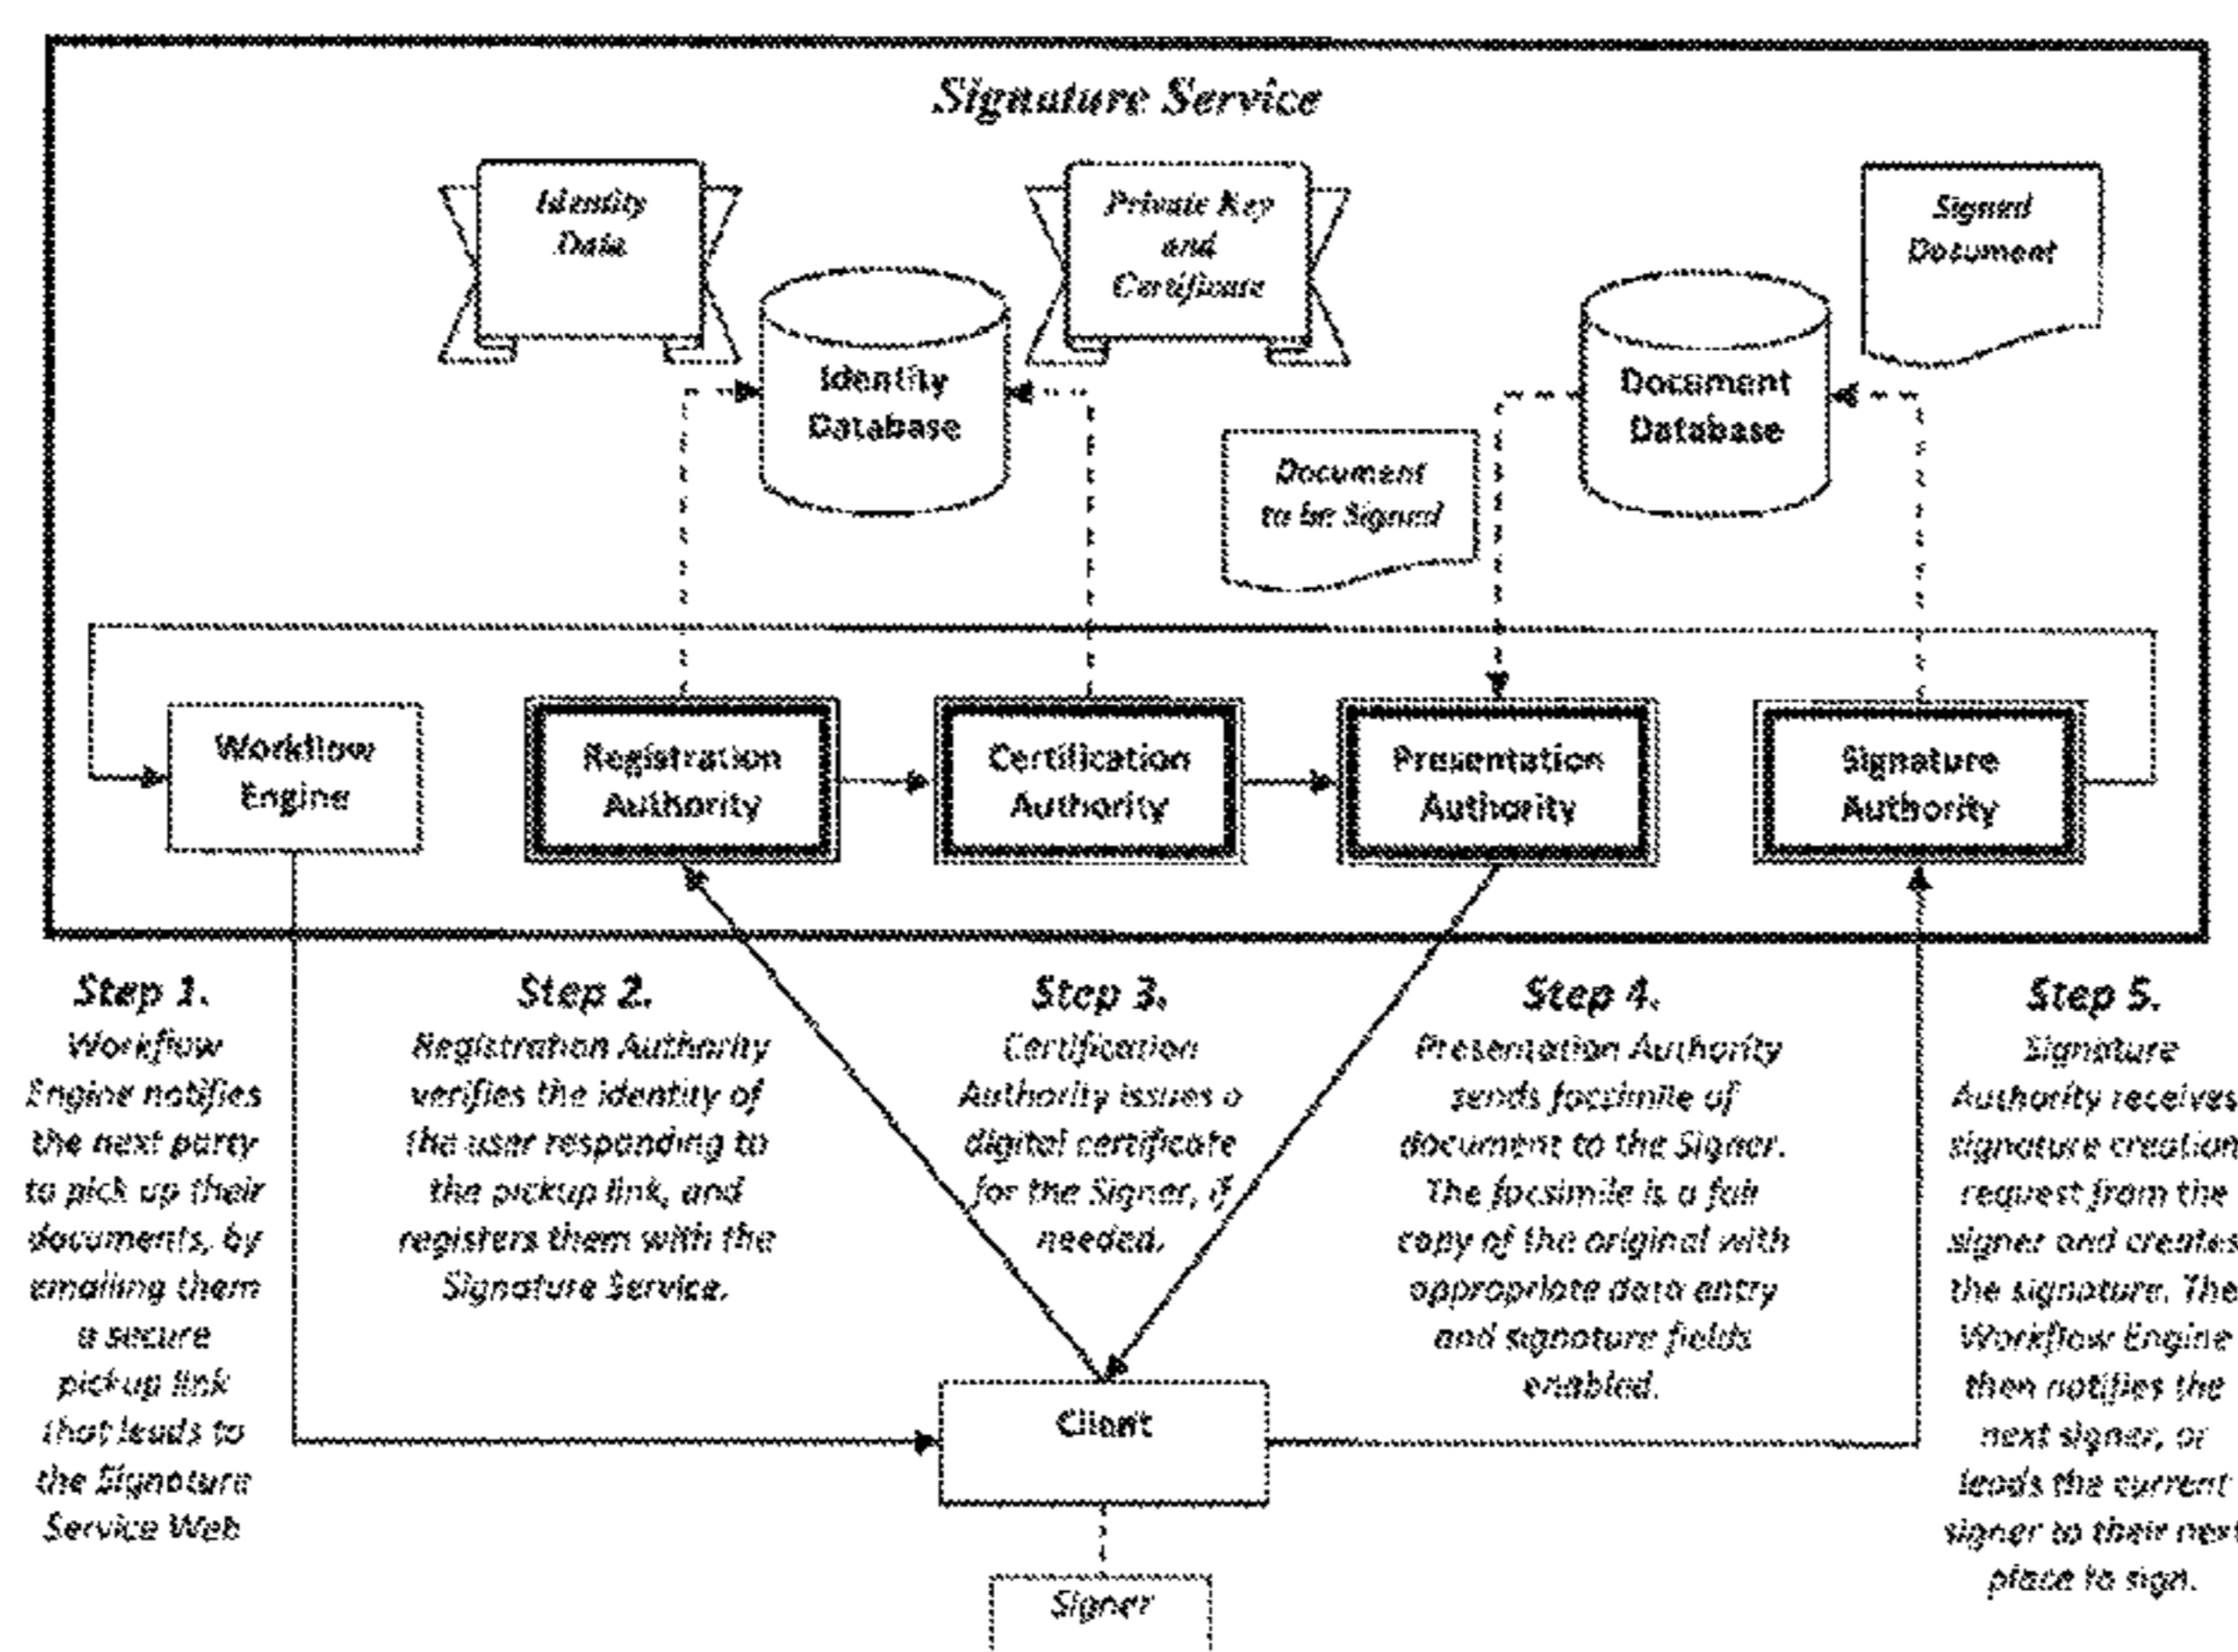 Signature Service
Identity
Data
Private Key
and
Certificate
Signed
Document
Identity
Database
Document
Database
Document
to be Signed
Workflow
Engine
Registration
Authority
Certification
Authority
Presentation
Authority
Signature
Authority
Step 1.
Workflow
Engine notifies
the next party
to pick up their
documents, by
emailing them
a secure
pickup link
that leads to
the Signature
Service Web
Step 2.
Registration Authority
verifies the identity of
the user responding to
the pickup link, and
registers them with the
Signature Service.
Step 3.
Certification
Authority issues a
digital certificate
for the Signer, if
needed.
Step 4.
Presentation Authority
sends facsimile of
document to the Signer.
The facsimile is a full
copy of the original with
appropriate data entry
and signature fields
enabled.
Step 5.
Signature
Authority receives
signature creation
request from the
signer and creates
the signature. The
Workflow Engine
then notifies the
next signer, or
leads the current
signer to their next
place to sign.
Client
Signer